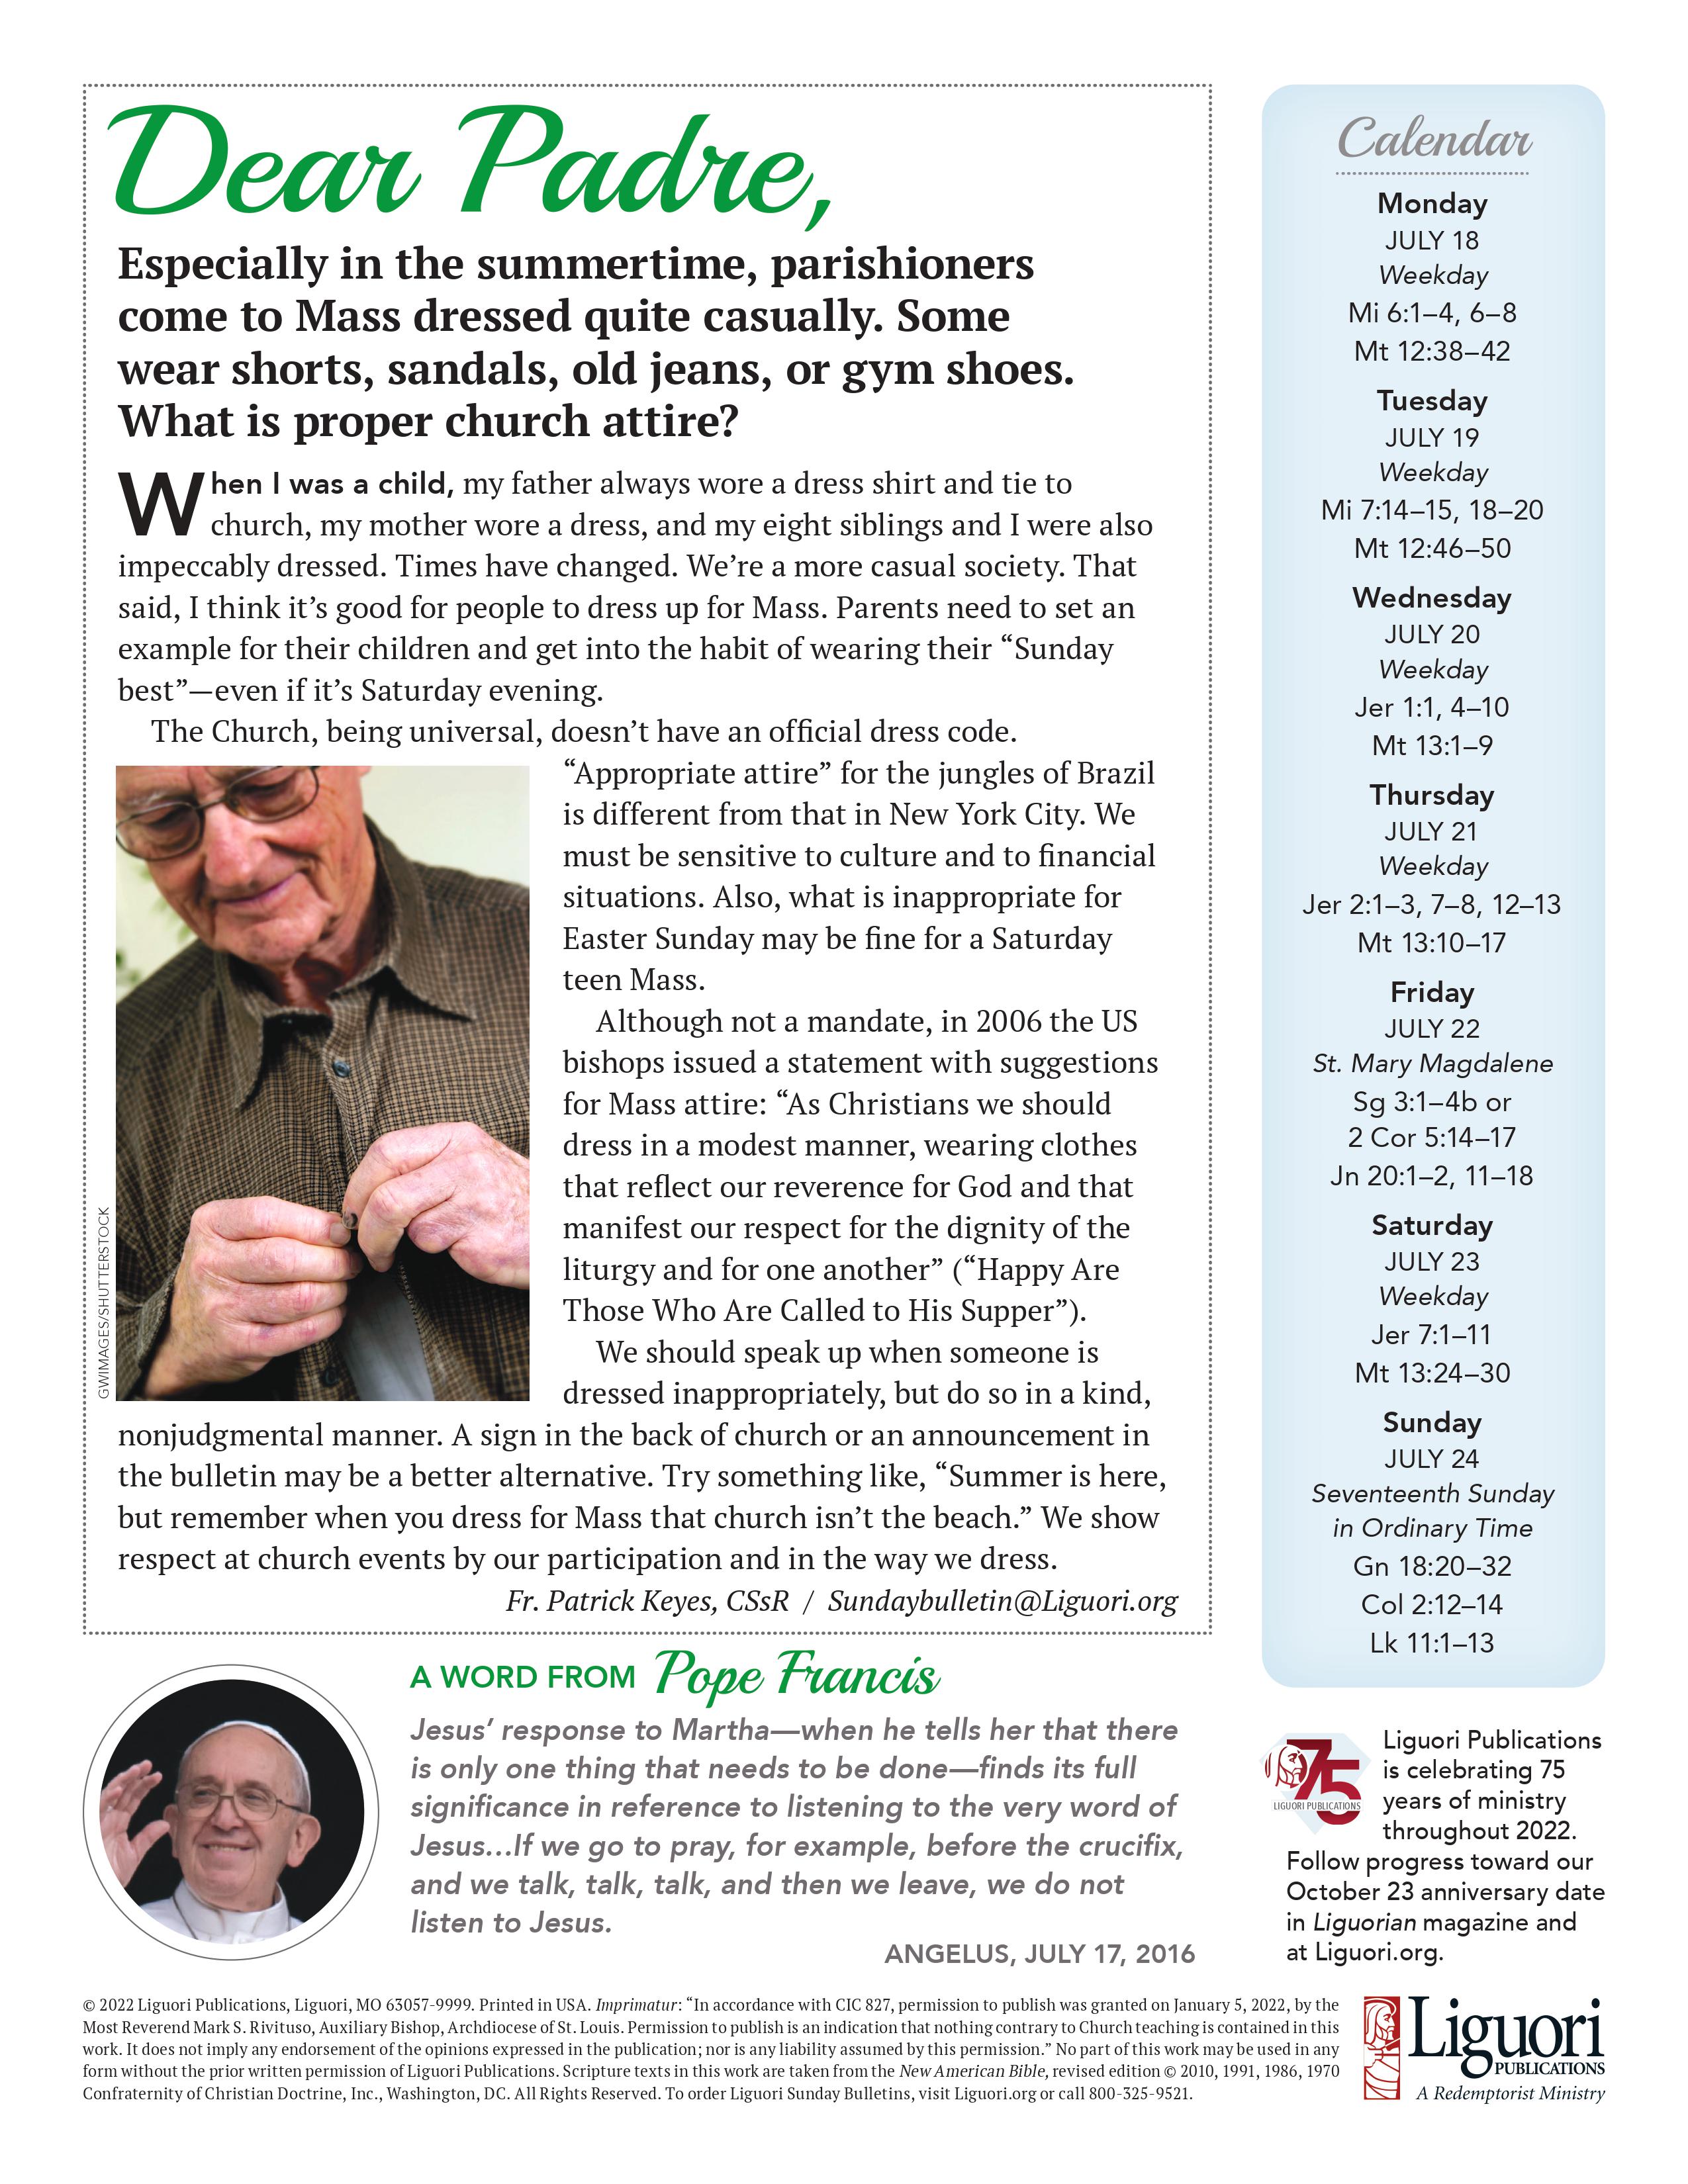 Dear Padre,
Especially in the summertime, parishioners
come to Mass dressed quite casually. Some
wear shorts, sandals, old jeans, or gym shoes.
What is proper church attire?
When I was a child, my father always wore a dress shirt and tie to
church, my mother wore a dress, and my eight siblings and I were also
impeccably dressed. Times have changed. We’re a more casual society. That
said, I think it’s good for people to dress up for Mass. Parents need to set an
example for their children and get into the habit of wearing their “Sunday
best”—even if it’s Saturday evening.
The Church, being universal, doesn’t have an official dress code.
“Appropriate attire” for the jungles of Brazil
is different from that in New York City. We
must be sensitive to culture and to financial
situations. Also, what is inappropriate for
Easter Sunday may be fine for a Saturday
teen Mass.
Although not a mandate, in 2006 the US
bishops issued a statement with suggestions
for Mass attire: “As Christians we should
dress in a modest manner, wearing clothes
that reflect our reverence for God and that
manifest our respect for the dignity of the
liturgy and for one another” (“Happy Are
Those Who Are Called to His Supper”).
We should speak up when someone is
dressed inappropriately, but do so in a kind,
nonjudgmental manner. A sign in the back of church or an announcement in
the bulletin may be a better alternative. Try something like, “Summer is here,
but remember when you dress for Mass that church isn’t the beach.” We show
respect at church events by our participation and in the way we dress.
Fr. Patrick Keyes, CSsR / Sundaybulletin@Liguori.org
GWIMAGES/SHUTTERSTOCK
A WORD FROM Pope Francis
Jesus’ response to Martha—when he tells her that there
is only one thing that needs to be done—finds its full
significance in reference to listening to the very word of
Jesus…If we go to pray, for example, before the crucifix,
and we talk, talk, talk, and then we leave, we do not
listen to Jesus.
ANGELUS, JULY 17, 2016
Calendar
Monday
JULY 18
Weekday
Mi 6:1–4, 6–8
Mt 12:38–42
Tuesday
JULY 19
Weekday
Mi 7:14–15, 18–20
Mt 12:46–50
Wednesday
JULY 20
Weekday
Jer 1:1, 4–10
Mt 13:1–9
Thursday
JULY 21
Weekday
Jer 2:1–3, 7–8, 12–13
Mt 13:10–17
Friday
JULY 22
St. Mary Magdalene
Sg 3:1–4b or
2 Cor 5:14–17
Jn 20:1–2, 11–18
Saturday
JULY 23
Weekday
Jer 7:1–11
Mt 13:24–30
Sunday
JULY 24
Seventeenth Sunday
in Ordinary Time
Gn 18:20–32
Col 2:12–14
Lk 11:1–13
75
LIGUORI PUBLICATIONS
Liguori Publications
is celebrating 75
years of ministry
throughout 2022.
Follow progress toward our
October 23 anniversary date
in Liguorian magazine and
at Liguori.org.
© 2022 Liguori Publications, Liguori, MO 63057-9999. Printed in USA. Imprimatur: “In accordance with CIC 827, permission to publish was granted on January 5, 2022, by the
Most Reverend Mark S. Rivituso, Auxiliary Bishop, Archdiocese of St. Louis. Permission to publish is an indication that nothing contrary to Church teaching is contained in this
work. It does not imply any endorsement of the opinions expressed in the publication; nor is any liability assumed by this permission.” No part of this work may be used in any
form without the prior written permission of Liguori Publications. Scripture texts in this work are taken from the New American Bible, revised edition © 2010, 1991, 1986, 1970
Confraternity of Christian Doctrine, Inc., Washington, DC. All Rights Reserved. To order Liguori Sunday Bulletins, visit Liguori.org or call 800-325-9521.
Liguori
PUBLICATIONS
A Redemptorist Ministry